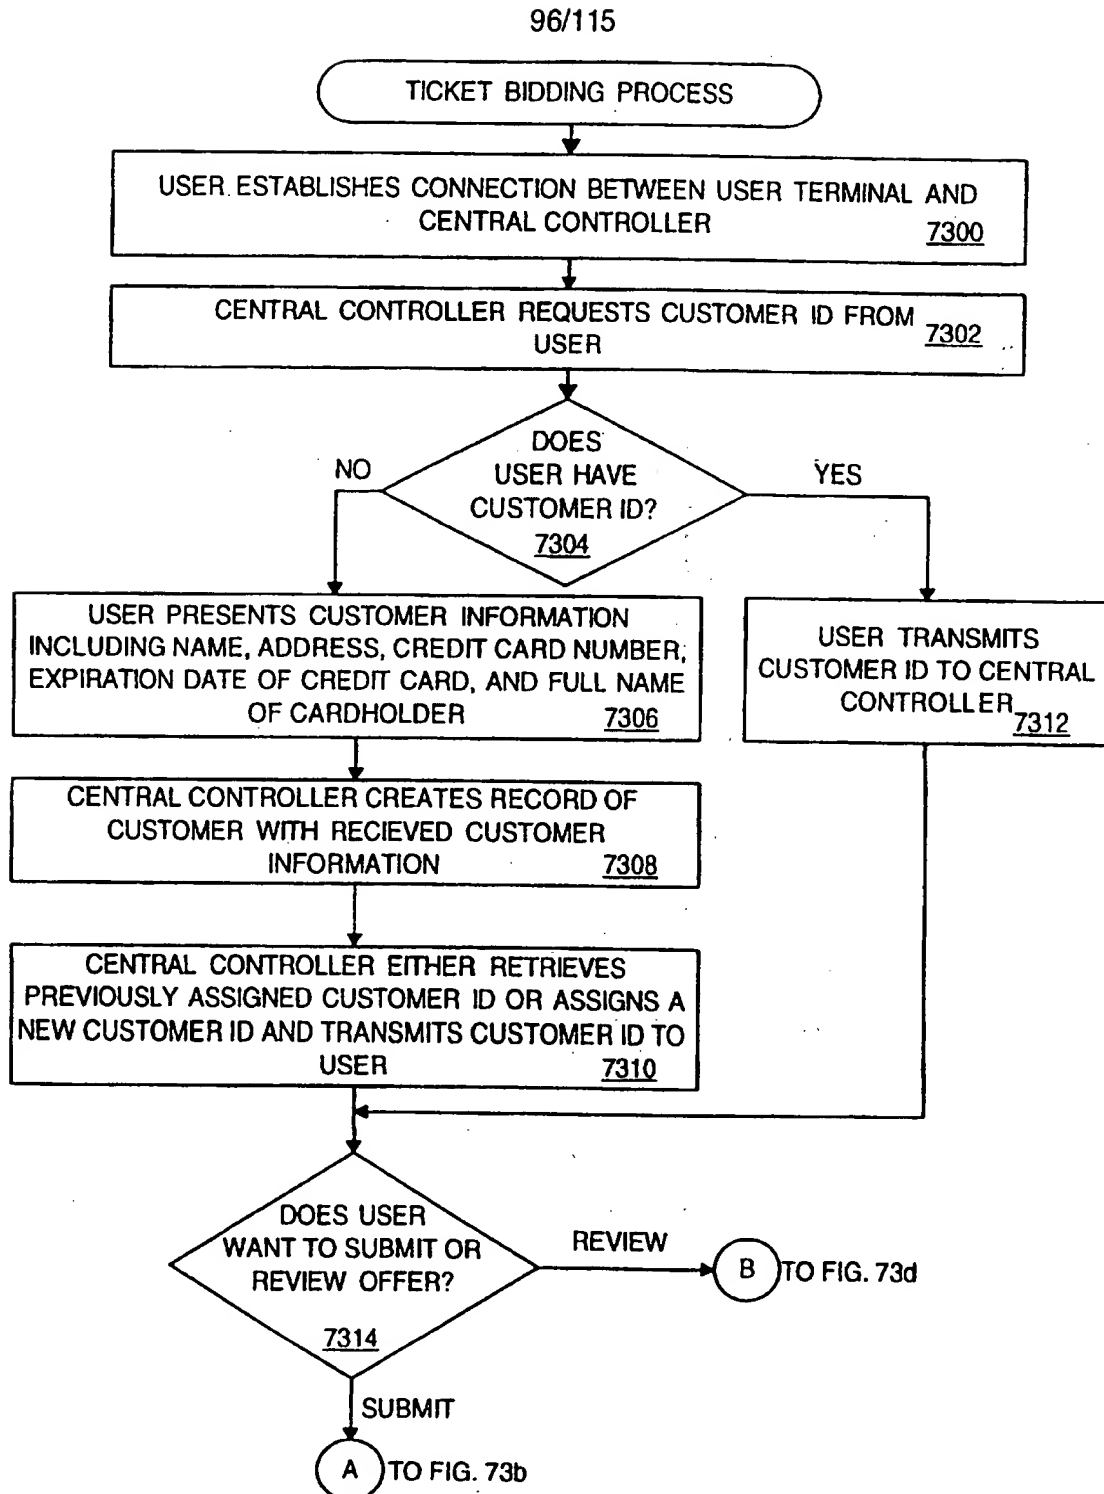 96/115
TICKET BIDDING PROCESS
USER ESTABLISHES CONNECTION BETWEEN USER TERMINAL AND
CENTRAL CONTROLLER
7300
CENTRAL CONTROLLER REQUESTS CUSTOMER ID FROM
USER
7302
DOES
USER HAVE
CUSTOMER ID?
7304
NO
YES
USER PRESENTS CUSTOMER INFORMATION
INCLUDING NAME, ADDRESS, CREDIT CARD NUMBER,
EXPIRATION DATE OF CREDIT CARD, AND FULL NAME
OF CARDHOLDER
7306
USER TRANSMITS
CUSTOMER ID TO CENTRAL
CONTROLLER
7312
CENTRAL CONTROLLER CREATES RECORD OF
CUSTOMER WITH RECIEVED CUSTOMER
INFORMATION
7308
CENTRAL CONTROLLER EITHER RETRIEVES
PREVIOUSLY ASSIGNED CUSTOMER ID OR ASSIGNS A
NEW CUSTOMER ID AND TRANSMITS CUSTOMER ID TO
USER
7310
DOES USER
WANT TO SUBMIT OR
REVIEW OFFER?
7314
REVIEW
B TO FIG. 73d
SUBMIT
A TO FIG. 73b